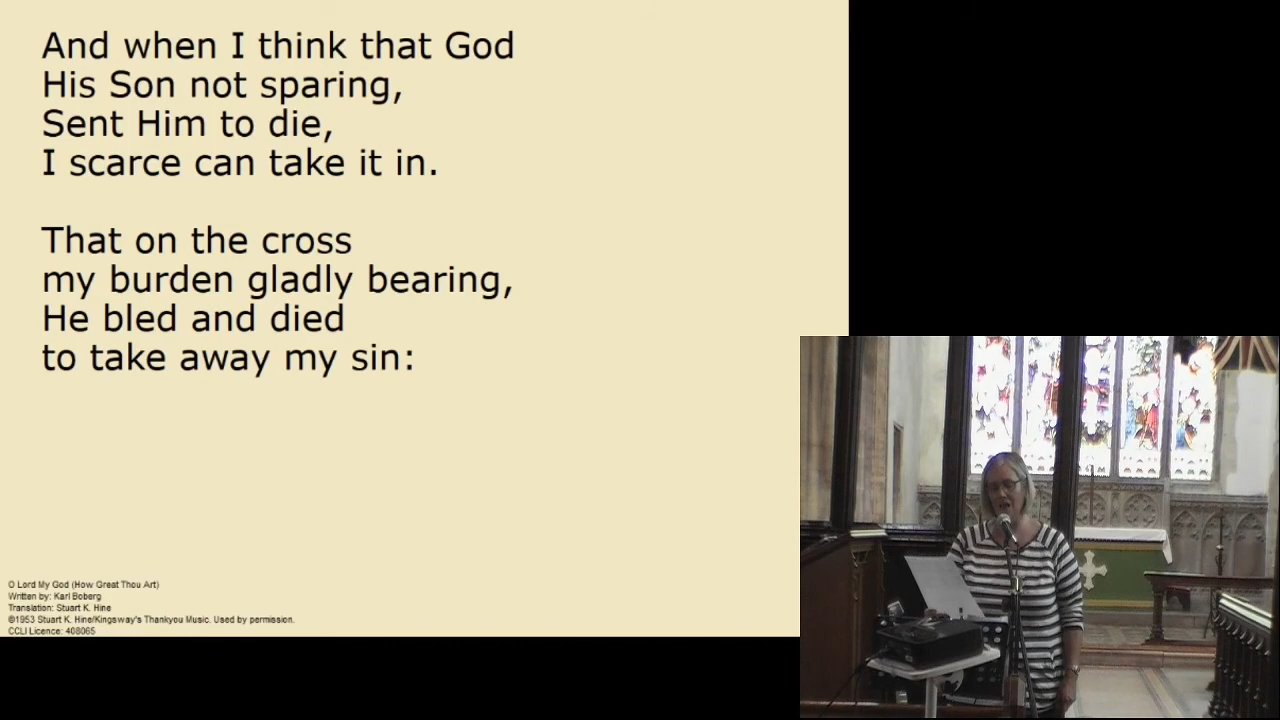 And when I think that God
His Son not sparing,
Sent Him to die,
I scarce can take it in.
That on the cross
my burden gladly bearing,
He bled and died
to take away my sin:
O Lord My God (How Great Thou Art)
Written by: Karl Boberg
Translation: Stuart K. Hine
©1953 Stuart K. Hine/Kingsway's Thankyou Music. Used by permission.
CCLI Licence: 408065